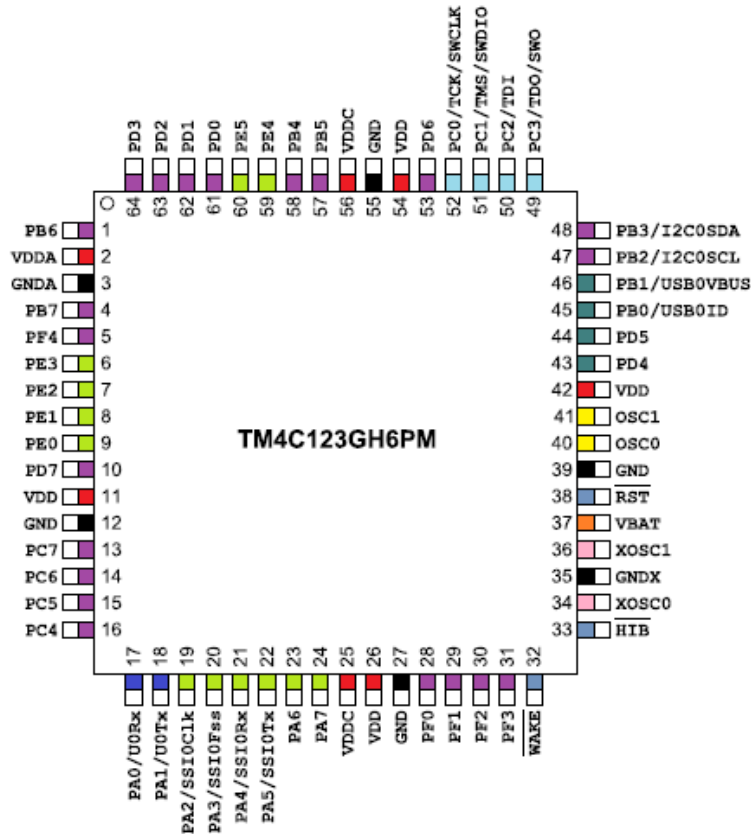 PD3
PD2
PD1
PD0
PE5
PE4
PB4
PB5
VDDC
GND
VDD
PD6
PC0/TCK/SWCLK
PC1/TMS/SWDIO
PC2/TDI
PC3/TDO/SWO
64 63 62 61 60 59 58 57 56 55 54 53 52 51 50 49
PB6 1
VDDA 2
GNDA 3
PB7 4
PF4 5
PE3 6
PE2 7
PE1 8
PE0 9
PD7 10
VDD 11
GND 12
PC7 13
PC6 14
PC5 15
PC4 16
TM4C123GH6PM
48 PB3/I2C0SDA
47 PB2/I2C0SCL
46 PB1/USB0VBUS
45 PB0/USB0ID
44 PD5
43 PD4
42 VDD
41 OSC1
40 OSC0
39 GND
38 RST
37 VBAT
36 XOSC1
35 GNDX
34 XOSC0
33 HIB
17 18 19 20 21 22 23 24 25 26 27 28 29 30 31 32
PA0/U0Rx
PA1/U0Tx
PA2/SSI0Clk
PA3/SSI0Fss
PA4/SSI0Rx
PA5/SSI0Tx
PA6
PA7
VDDC
VDD
GND
PF0
PF1
PF2
PF3
WAKE